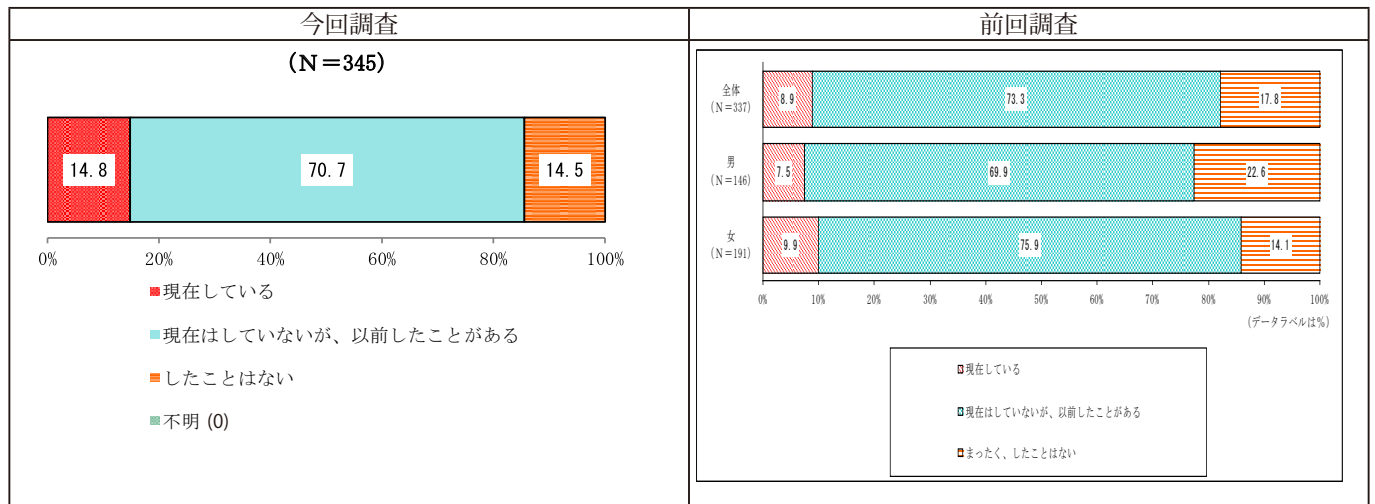 今回調査
(N＝345)
14.8
70.7
14.5
0%
20%
40%
60%
80%
100%
現在している
現在はしていないが、以前したことがある
したことはない
不明 (0)
前回調査
全体
(N=337)
8.9
73.3
17.8
男
(N=146)
7.5
69.9
22.6
女
(N=191)
9.9
75.9
14.1
0%
10%
20%
30%
40%
50%
60%
70%
80%
90%
100%
(データラベルは%)
現在している
現在はしていないが、以前したことがある
まったく、したことはない